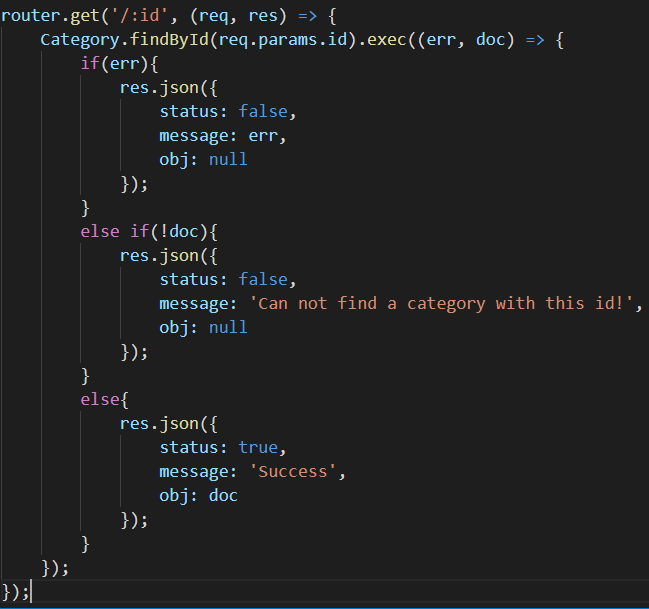 router.get('/:id', (req, res) => {
    Category.findById(req.params.id).exec((err, doc) => {
        if(err){
            res.json({
                status: false,
                message: err,
                obj: null
            });
        }
        else if(!doc){
            res.json({
                status: false,
                message: 'Can not find a category with this id!',
                obj: null
            });
        }
        else{
            res.json({
                status: true,
                message: 'Success',
                obj: doc
            });
        }
    });
});